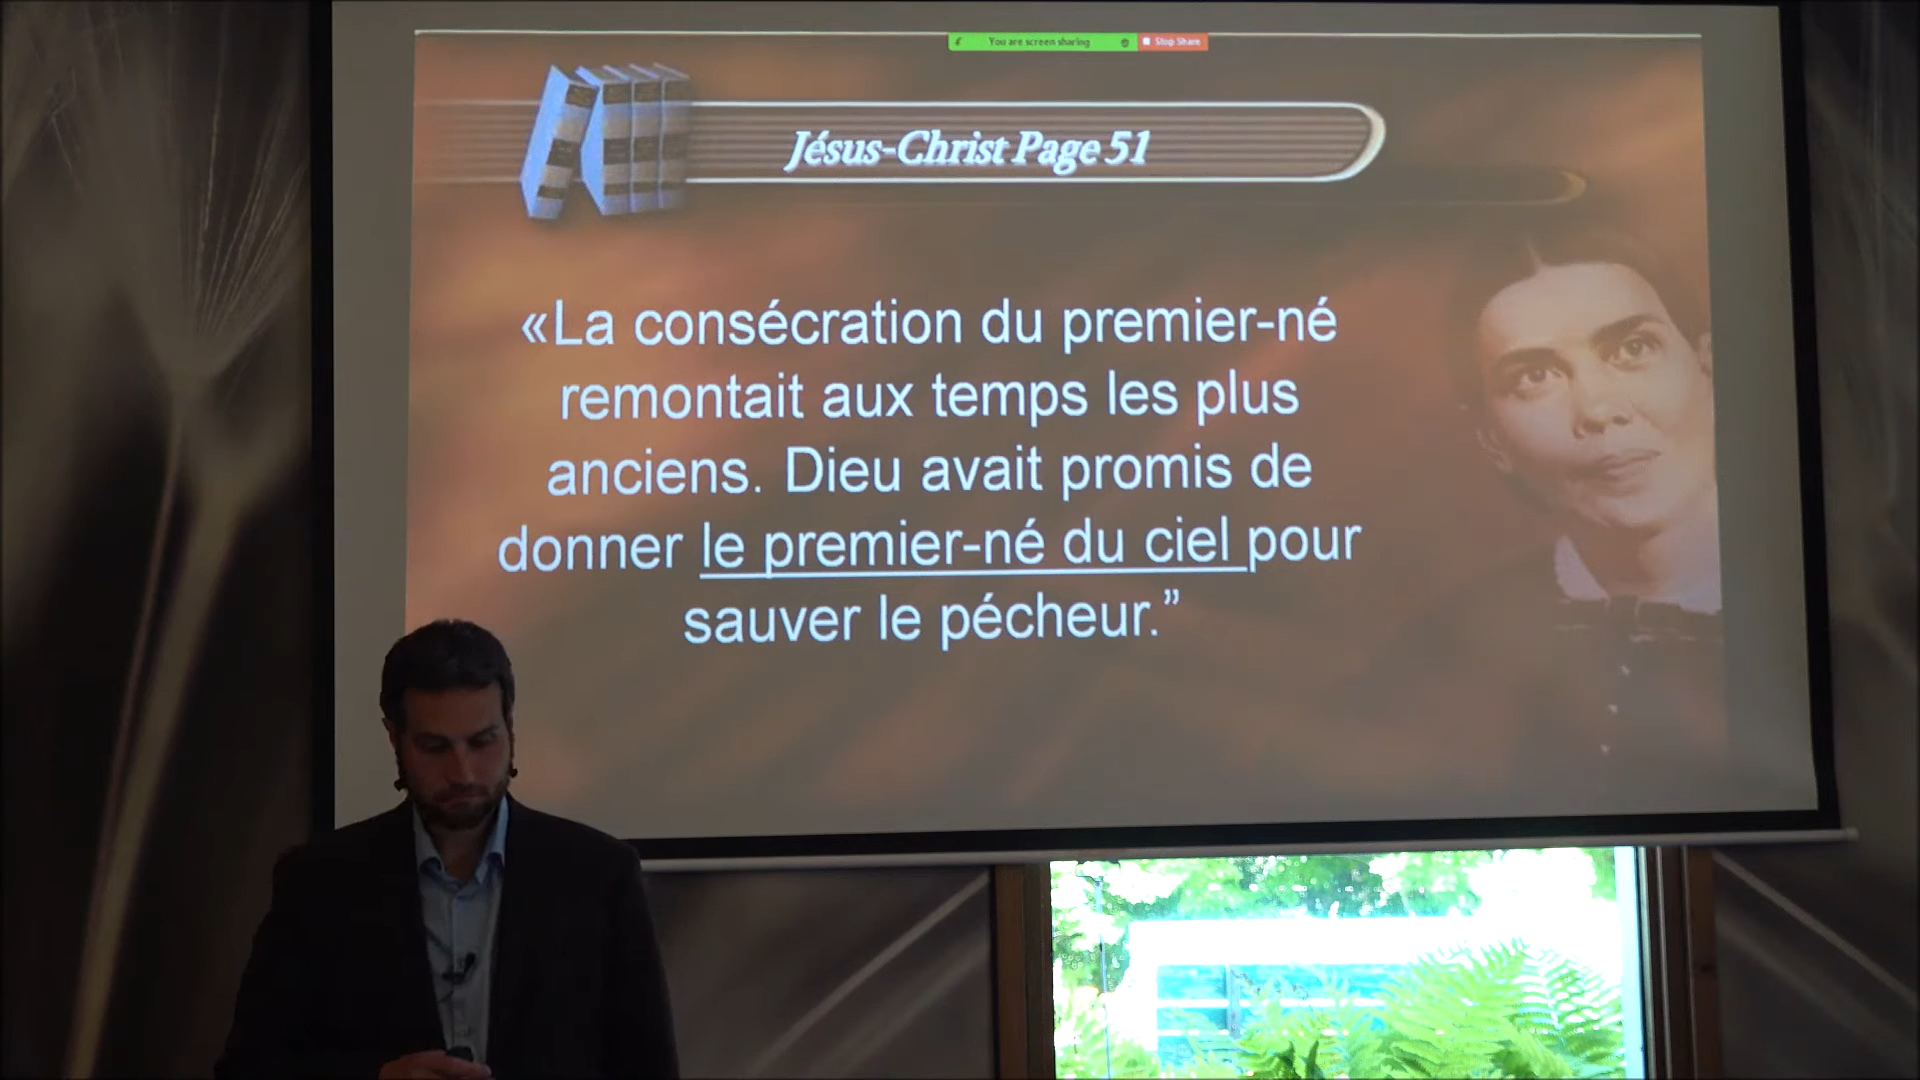 You are screen sharing
Stop Share
Jésus-Christ Page 51
«La consécration du premier-né
remontait aux temps les plus
anciens. Dieu avait promis de
donner le premier-né du ciel pour
sauver le pécheur.”